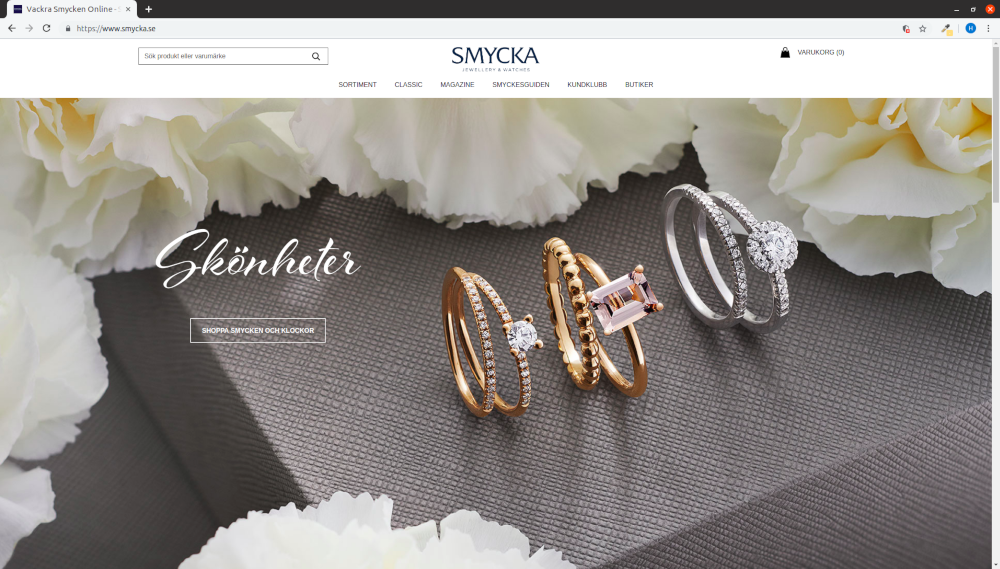 Vackra Smycken Online -
https://www.smycka.se
H
Sök produkt eller varumärke
SMYCKA
JEWELLERY & WATCHES
VARUKORG (0)
SORTIMENT CLASSIC MAGAZINE SMYCKESGUIDEN KUNDKLUBB BUTIKER
Skönheter
SHOPPA SMYCKEN OCH KLOCKOR